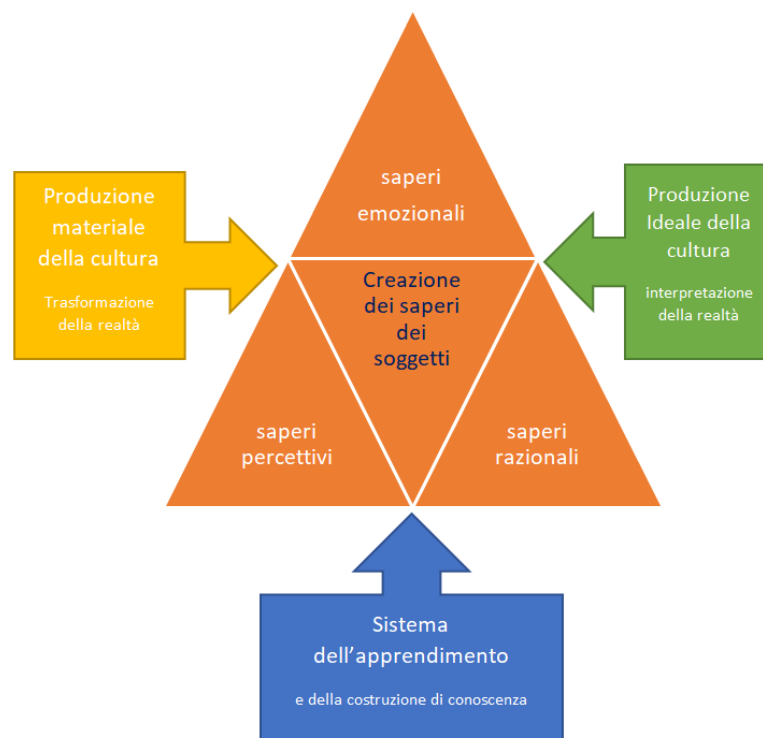 saperi
emozionali
Produzione
materiale
della cultura
Trasformazione
della realtà
Produzione
Ideale della
cultura
interpretazione
della realtà
Creazione
dei saperi
dei
soggetti
saperi
percettivi
saperi
razionali
Sistema
dell’apprendimento
e della costruzione di conoscenza